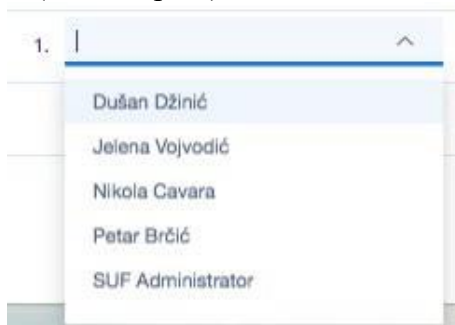 1.
Dušan Džinić
Jelena Vojvodić
Nikola Cavara
Petar Brčić
SUF Administrator